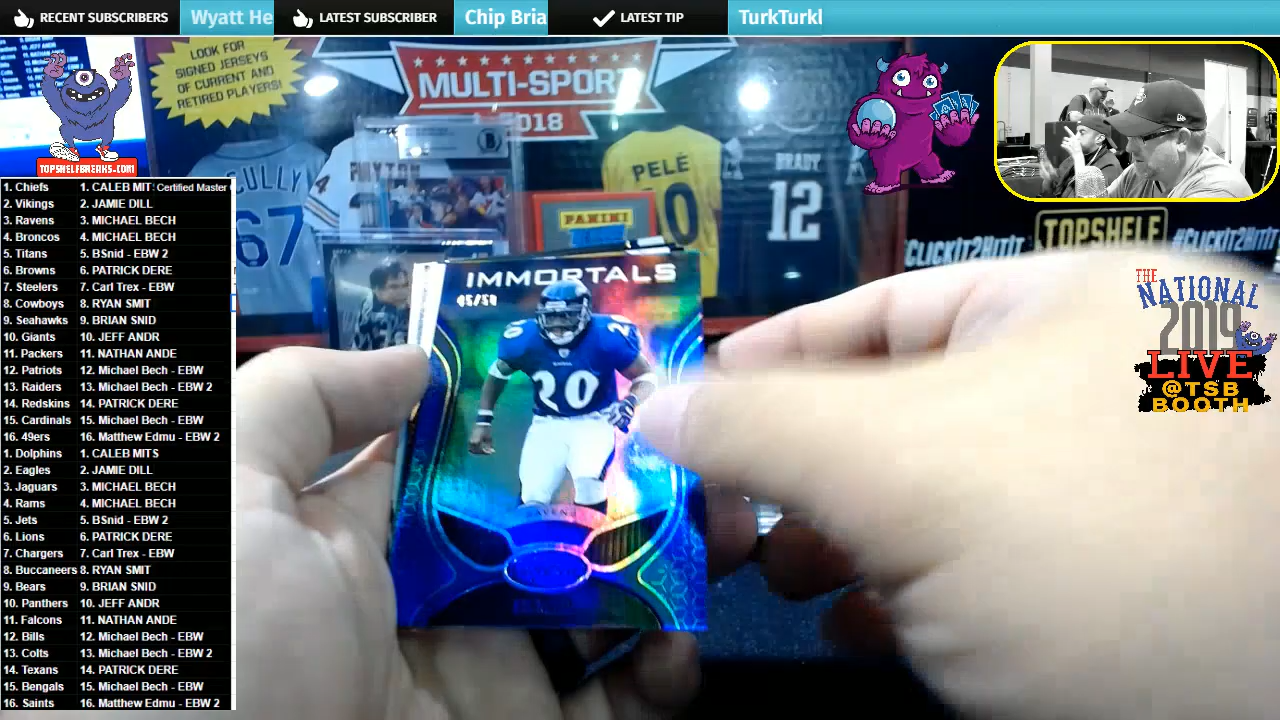 RECENT SUBSCRIBERS
Wyatt He
LATEST SUBSCRIBER
Chip Bria
LATEST TIP
TurkTurkl
LOOK FOR
SIGNED JERSEYS
OF CURRENT AND
RETIRED PLAYERS!
MULTI-SPORT
2018
TOPSHELFBREAKS.COM
CULLY
67
PAYTON
PELÉ
10
BRADY
12
PANINI
#CLICKIT2HITIT
TOPSHELF
#CLICKIT2HITIT
THE
NATIONAL
2019
LIVE
@TSB
BOOTH
IMMORTALS
05/50
20
20
RAVENS
1. Chiefs 1. CALEB MIT: Certified Master
2. Vikings 2. JAMIE DILL
3. Ravens 3. MICHAEL BECH
4. Broncos 4. MICHAEL BECH
5. Titans 5. BSnid - EBW 2
6. Browns 6. PATRICK DERE
7. Steelers 7. Carl Trex - EBW
8. Cowboys 8. RYAN SMIT
9. Seahawks 9. BRIAN SNID
10. Giants 10. JEFF ANDR
11. Packers 11. NATHAN ANDE
12. Patriots 12. Michael Bech - EBW
13. Raiders 13. Michael Bech - EBW 2
14. Redskins 14. PATRICK DERE
15. Cardinals 15. Michael Bech - EBW
16. 49ers 16. Matthew Edmu - EBW 2
1. Dolphins 1. CALEB MITS
2. Eagles 2. JAMIE DILL
3. Jaguars 3. MICHAEL BECH
4. Rams 4. MICHAEL BECH
5. Jets 5. BSnid - EBW 2
6. Lions 6. PATRICK DERE
7. Chargers 7. Carl Trex - EBW
8. Buccaneers 8. RYAN SMIT
9. Bears 9. BRIAN SNID
10. Panthers 10. JEFF ANDR
11. Falcons 11. NATHAN ANDE
12. Bills 12. Michael Bech - EBW
13. Colts 13. Michael Bech - EBW 2
14. Texans 14. PATRICK DERE
15. Bengals 15. Michael Bech - EBW
16. Saints 16. Matthew Edmu - EBW 2